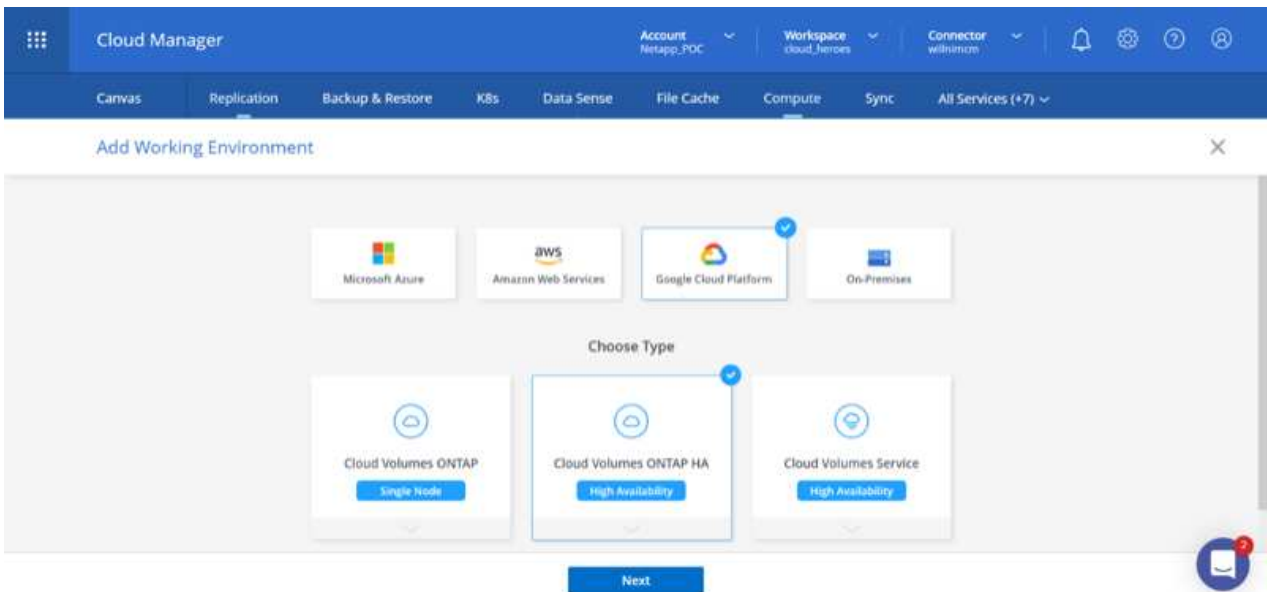 Cloud Manager
Account
Netapp_POC
Workspace
cloud_heroes
Connector
willnimcm
Canvas
Replication
Backup & Restore
K8s
Data Sense
File Cache
Compute
Sync
All Services (+7)
Add Working Environment
Microsoft Azure
aws
Amazon Web Services
Google Cloud Platform
On-Premises
Choose Type
Cloud Volumes ONTAP
Single Node
Cloud Volumes ONTAP HA
High Availability
Cloud Volumes Service
High Availability
Next
2